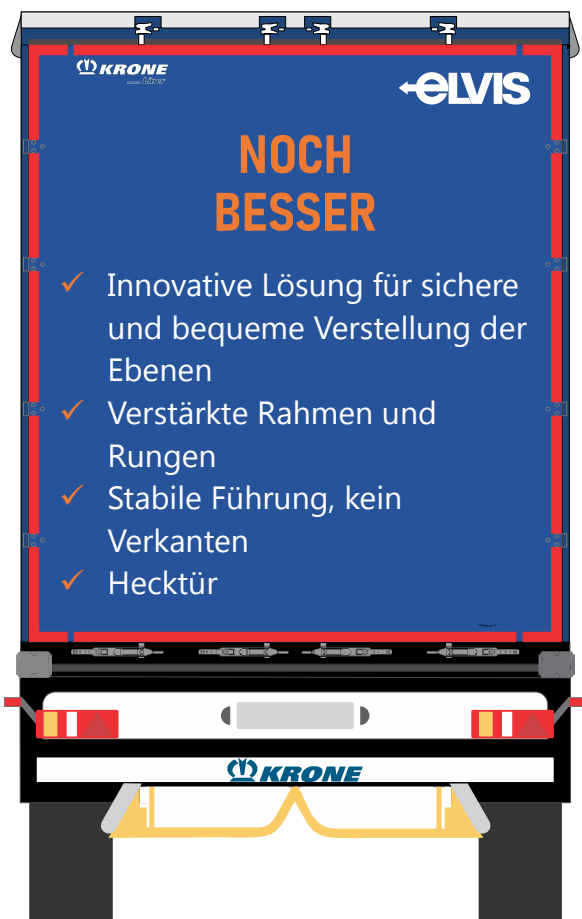 KRONE
Liner
ELVIS
NOCH
BESSER
✓ Innovative Lösung für sichere
und bequeme Verstellung der
Ebenen
✓ Verstärkte Rahmen und
Rungen
✓ Stabile Führung, kein
Verkanten
✓ Hecktür
KRONE